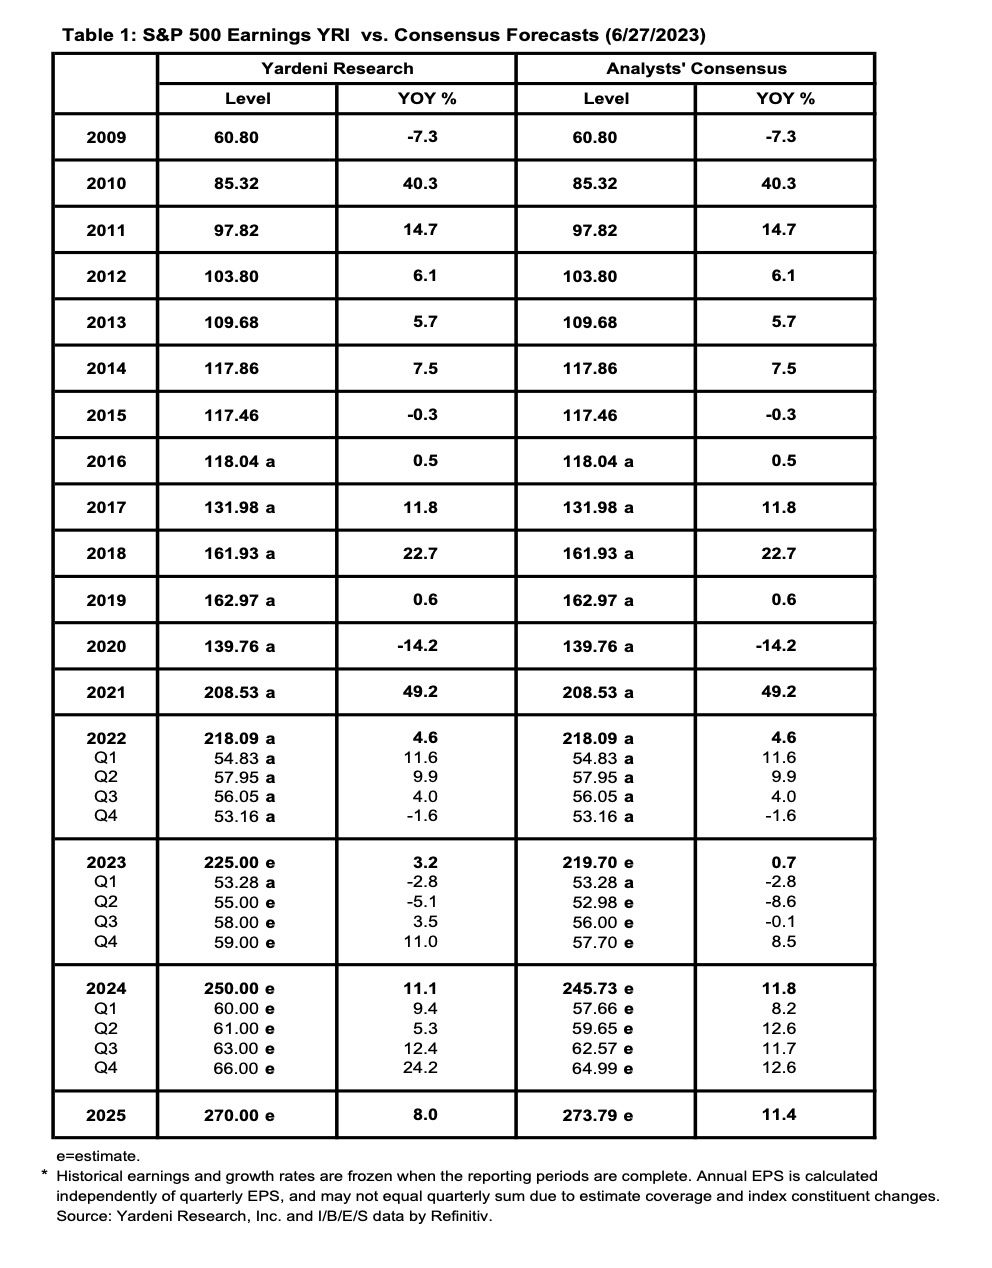 Table 1: S&P 500 Earnings YRI vs. Consensus Forecasts (6/27/2023)
Yardeni Research Analysts' Consensus
Level YOY % Level YOY %
2009 60.80 -7.3 60.80 -7.3
2010 85.32 40.3 85.32 40.3
2011 97.82 14.7 97.82 14.7
2012 103.80 6.1 103.80 6.1
2013 109.68 5.7 109.68 5.7
2014 117.86 7.5 117.86 7.5
2015 117.46 -0.3 117.46 -0.3
2016 118.04 a 0.5 118.04 a 0.5
2017 131.98 a 11.8 131.98 a 11.8
2018 161.93 a 22.7 161.93 a 22.7
2019 162.97 a 0.6 162.97 a 0.6
2020 139.76 a -14.2 139.76 a -14.2
2021 208.53 a 49.2 208.53 a 49.2
2022 218.09 a 4.6 218.09 a 4.6
Q1 54.83 a 11.6 54.83 a 11.6
Q2 57.95 a 9.9 57.95 a 9.9
Q3 56.05 a 4.0 56.05 a 4.0
Q4 53.16 a -1.6 53.16 a -1.6
2023 225.00 e 3.2 219.70 e 0.7
Q1 53.28 a -2.8 53.28 a -2.8
Q2 55.00 e -5.1 52.98 e -8.6
Q3 58.00 e 3.5 56.00 e -0.1
Q4 59.00 e 11.0 57.70 e 8.5
2024 250.00 e 11.1 245.73 e 11.8
Q1 60.00 e 9.4 57.66 e 8.2
Q2 61.00 e 5.3 59.65 e 12.6
Q3 63.00 e 12.4 62.57 e 11.7
Q4 66.00 e 24.2 64.99 e 12.6
2025 270.00 e 8.0 273.79 e 11.4
e=estimate.
* Historical earnings and growth rates are frozen when the reporting periods are complete. Annual EPS is calculated
independently of quarterly EPS, and may not equal quarterly sum due to estimate coverage and index constituent changes.
Source: Yardeni Research, Inc. and I/B/E/S data by Refinitiv.